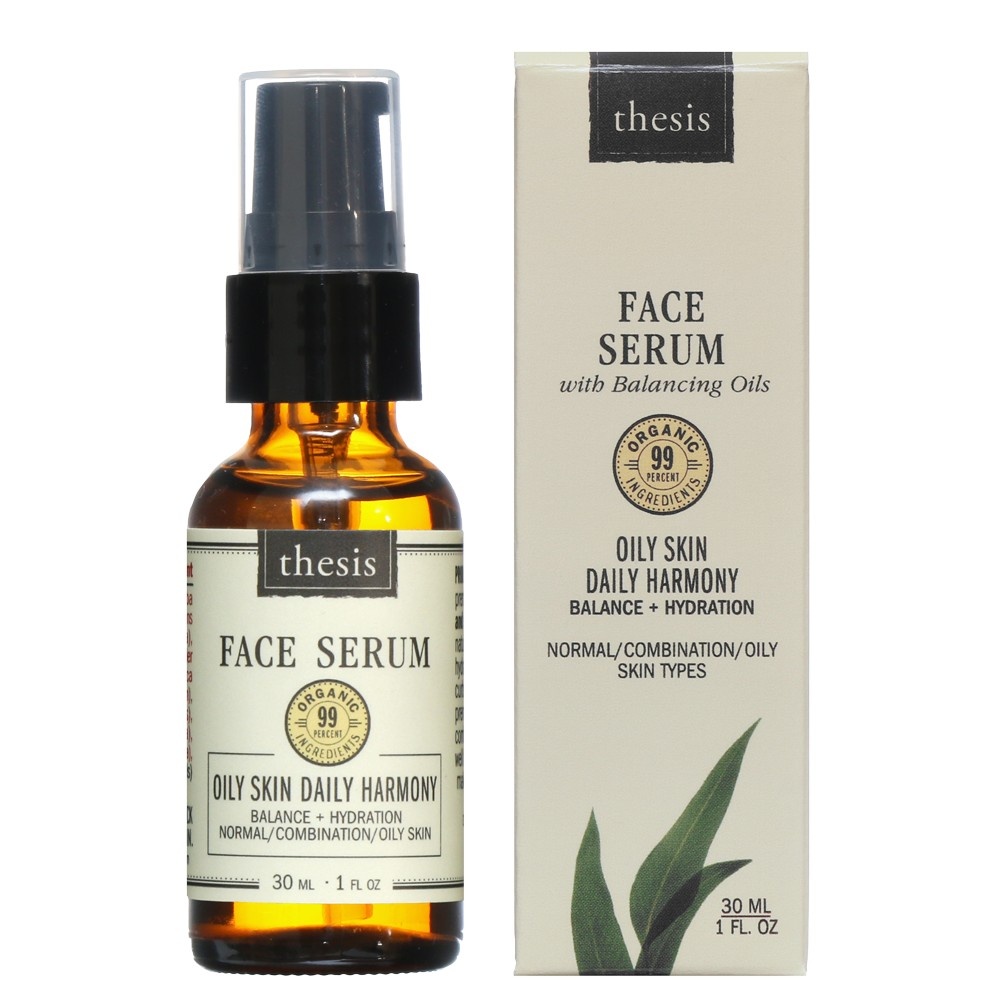 thesis
FACE SERUM
ORGANIC
99
PERCENT
INGREDIENTS
OILY SKIN DAILY HARMONY
BALANCE + HYDRATION
NORMAL/COMBINATION/OILY SKIN
30 ML · 1 FL OZ
thesis
FACE
SERUM
with Balancing Oils
ORGANIC
99
PERCENT
INGREDIENTS
OILY SKIN
DAILY HARMONY
BALANCE + HYDRATION
NORMAL/COMBINATION/OILY
SKIN TYPES
30 ML
1 FL. OZ